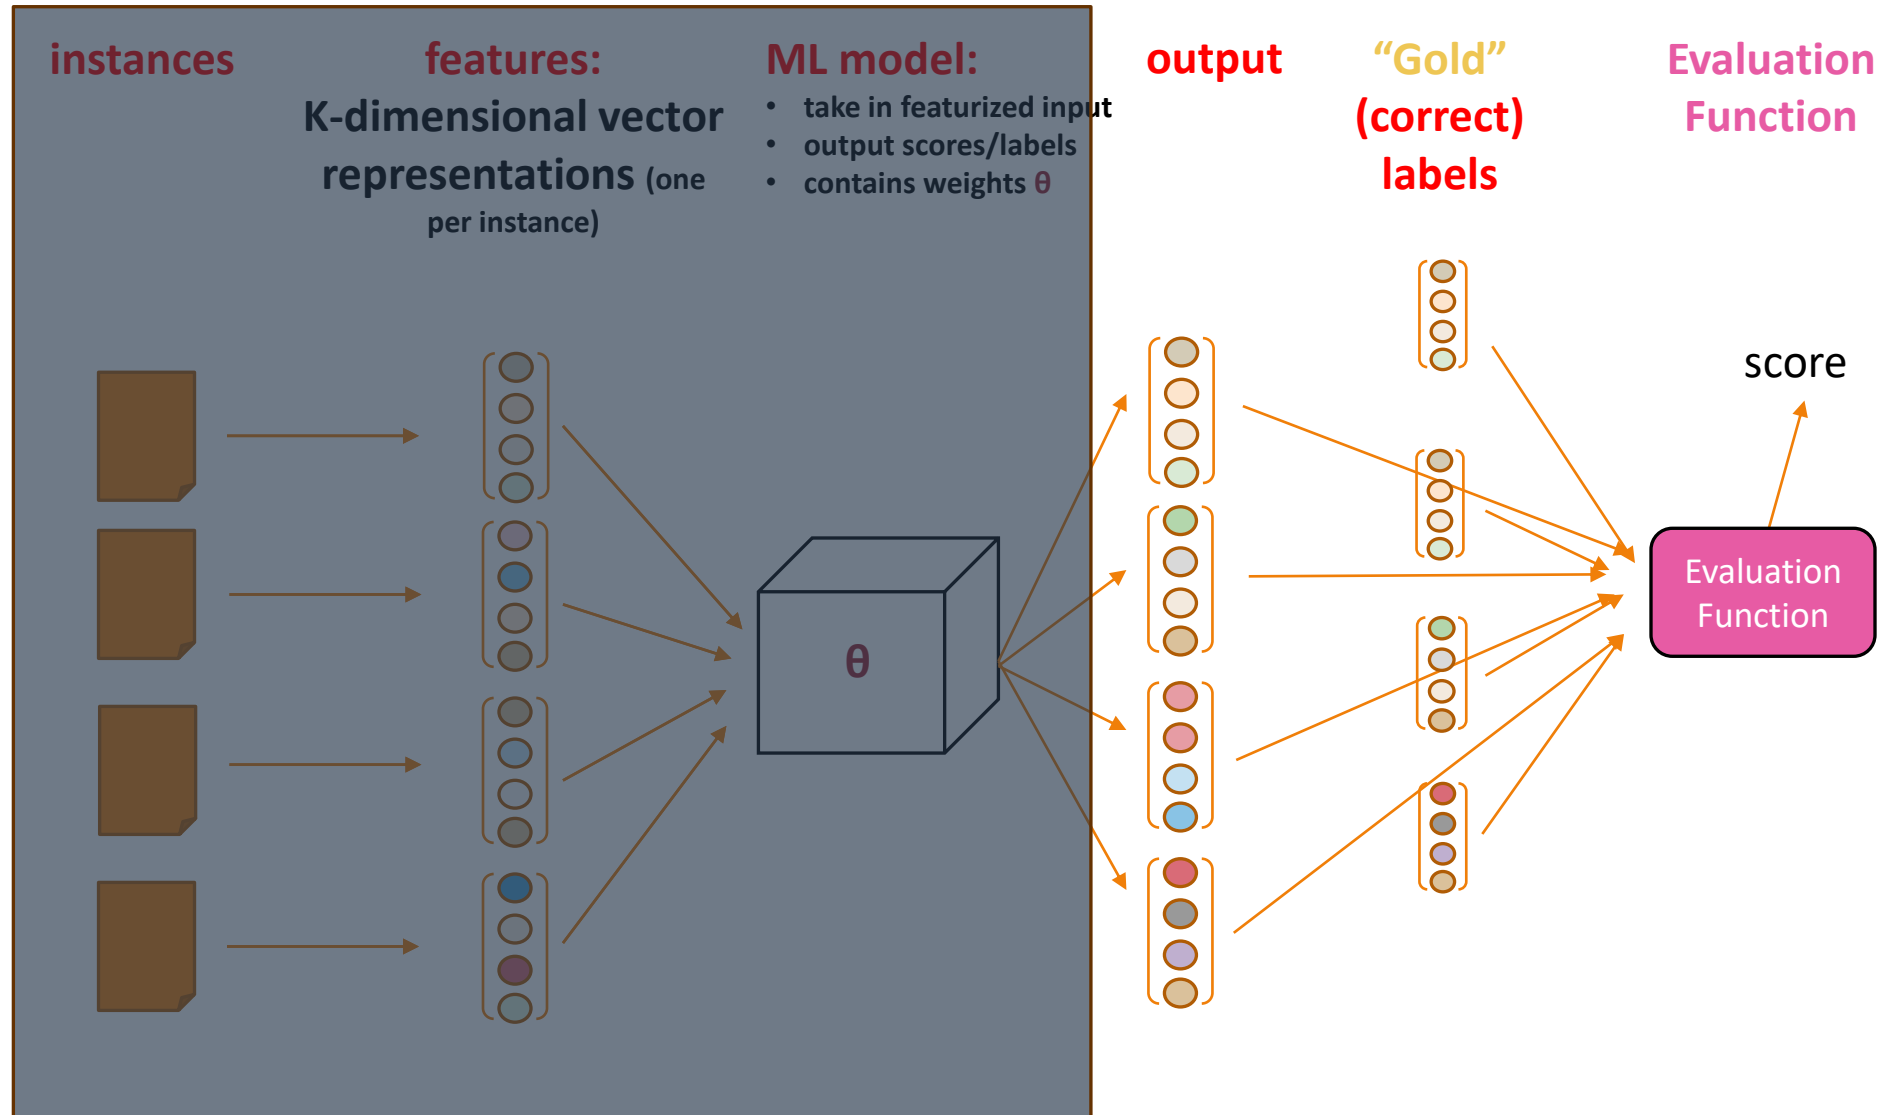 instances
features:
K-dimensional vector
representations (one
per instance)
ML model:
• take in featurized input
• output scores/labels
• contains weights θ
output
“Gold”
(correct)
labels
Evaluation
Function
score
θ
Evaluation
Function